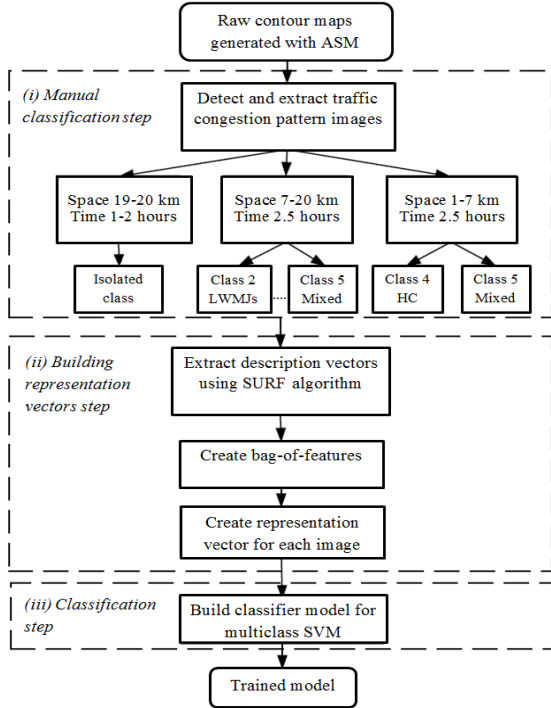 Raw contour maps
generated with ASM
(i) Manual
classification step
Detect and extract traffic
congestion pattern images
Space 19-20 km
Time 1-2 hours
Space 7-20 km
Time 2.5 hours
Space 1-7 km
Time 2.5 hours
Isolated
class
Class 2
LWMJs
.....
Class 5
Mixed
Class 4
HC
Class 5
Mixed
(ii) Building
representation
vectors step
Extract description vectors
using SURF algorithm
Create bag-of-features
Create representation
vector for each image
(iii) Classification
step
Build classifier model for
multiclass SVM
Trained model